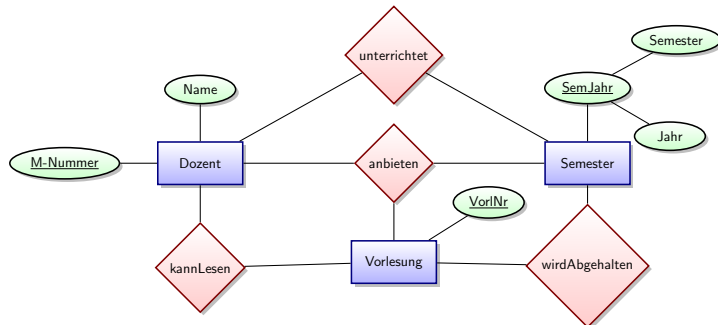 Semester
unterrichtet
Name
SemJahr
Jahr
M-Nummer
Dozent
anbieten
Semester
VorlNr
kannLesen
Vorlesung
wirdAbgehalten